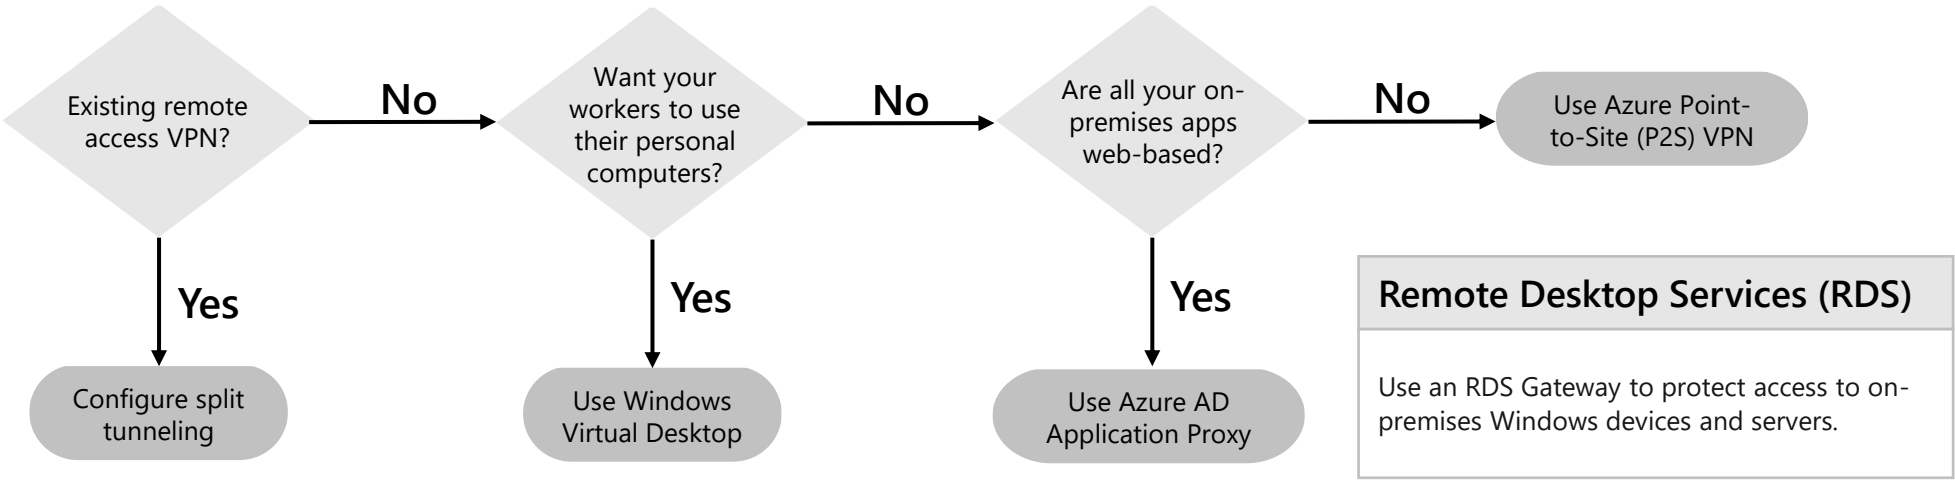 Existing remote
access VPN?
No
Want your
workers to use
their personal
computers?
No
Are all your on-
premises apps
web-based?
No
Use Azure Point-
to-Site (P2S) VPN
Yes
Configure split
tunneling
Yes
Use Windows
Virtual Desktop
Yes
Use Azure AD
Application Proxy
Remote Desktop Services (RDS)
Use an RDS Gateway to protect access to on-
premises Windows devices and servers.